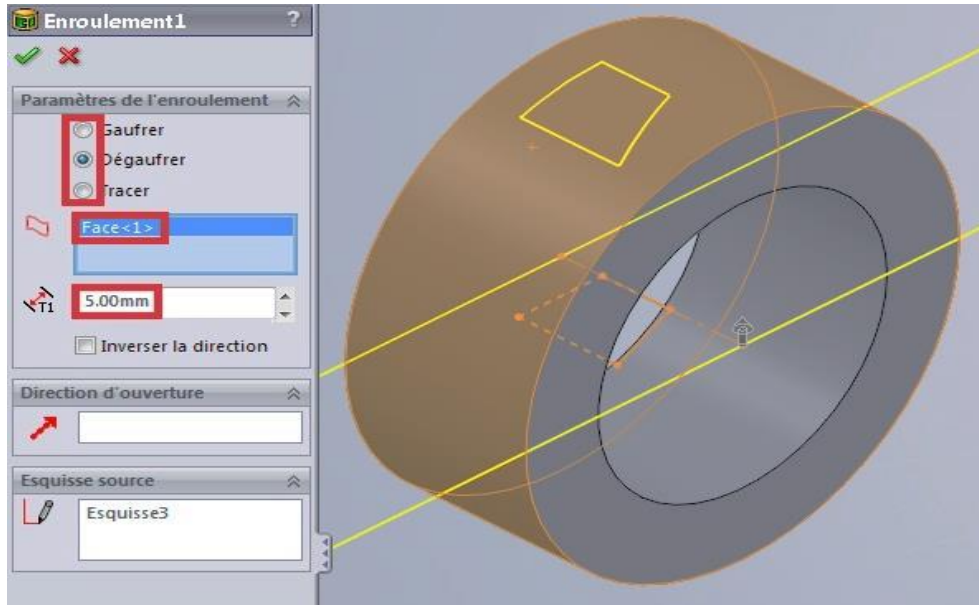 Enroulement1 ?
Paramètres de l'enroulement
Gaufrer
Dégaufrer
Tracer
Face<1>
T1
5.00mm
Inverser la direction
Direction d'ouverture
Esquisse source
Esquisse3